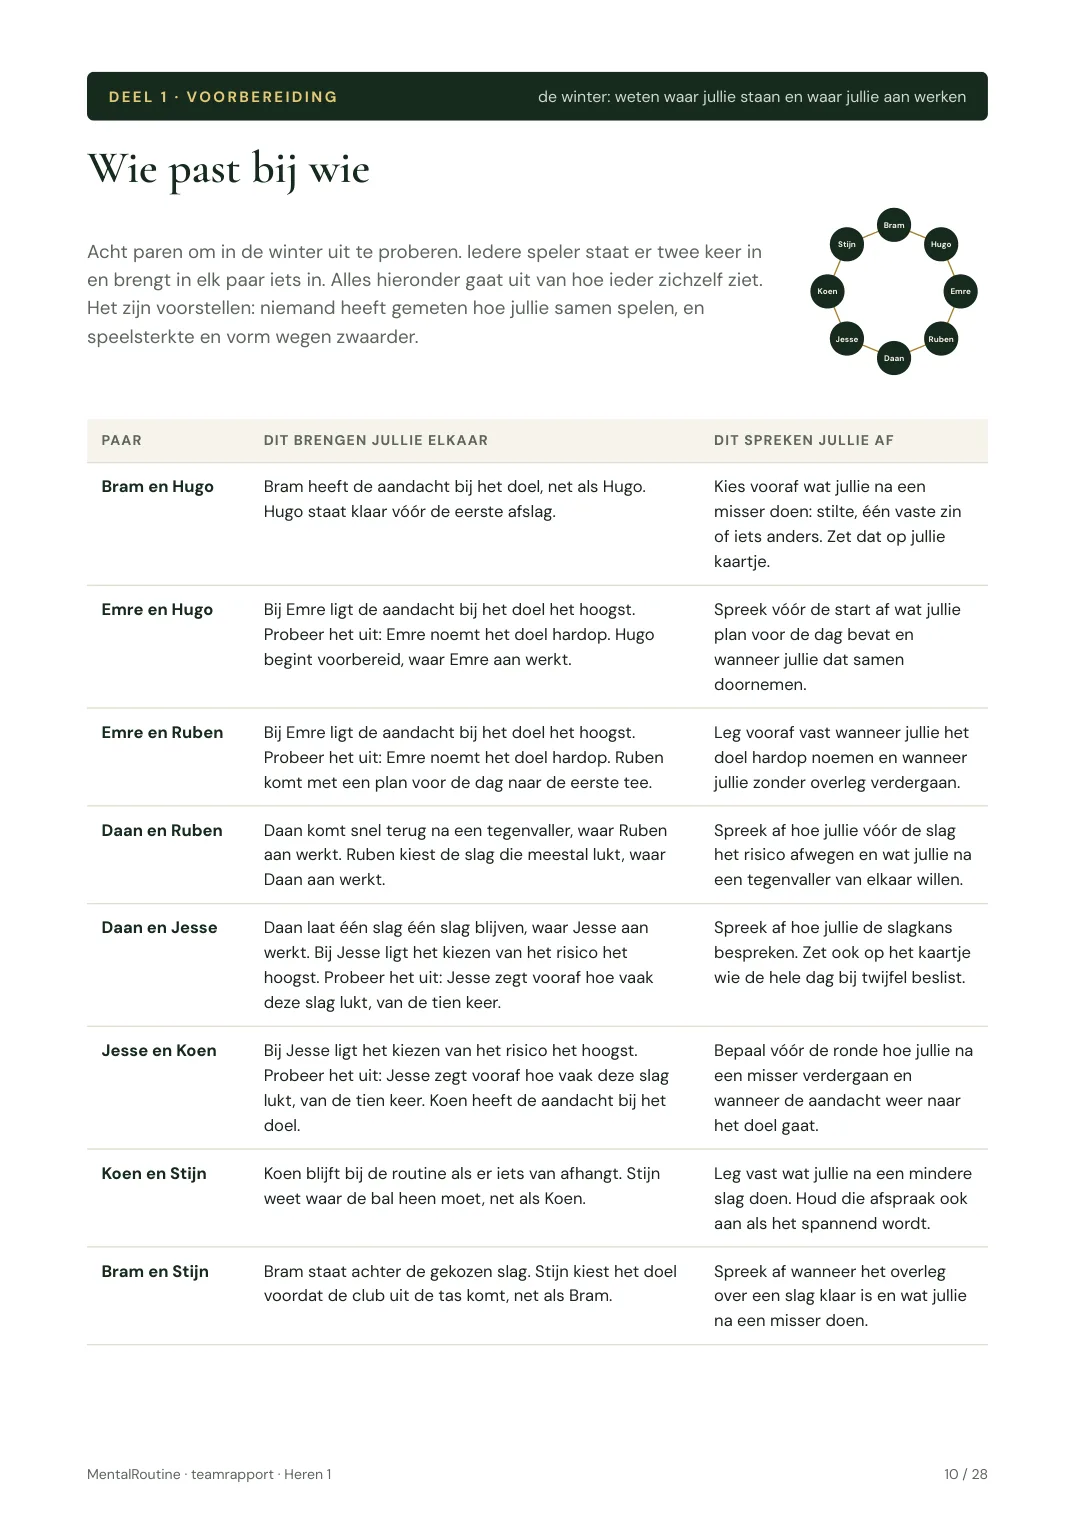 DEEL 1 · VOORBEREIDING
de winter: weten waar jullie staan en waar jullie aan werken
Wie past bij wie
Acht paren om in de winter uit te proberen. Iedere speler staat er twee keer in
en brengt in elk paar iets in. Alles hieronder gaat uit van hoe ieder zichzelf ziet.
Het zijn voorstellen: niemand heeft gemeten hoe jullie samen spelen, en
speelsterkte en vorm wegen zwaarder.
Bram
Hugo
Emre
Ruben
Daan
Jesse
Koen
Stijn
PAAR
DIT BRENGEN JULLIE ELKAAR
DIT SPREKEN JULLIE AF
Bram en Hugo
Bram heeft de aandacht bij het doel, net als Hugo.
Hugo staat klaar vóór de eerste afslag.
Kies vooraf wat jullie na een
misser doen: stilte, één vaste zin
of iets anders. Zet dat op jullie
kaartje.
Emre en Hugo
Bij Emre ligt de aandacht bij het doel het hoogst.
Probeer het uit: Emre noemt het doel hardop. Hugo
begint voorbereid, waar Emre aan werkt.
Spreek vóór de start af wat jullie
plan voor de dag bevat en
wanneer jullie dat samen
doornemen.
Emre en Ruben
Bij Emre ligt de aandacht bij het doel het hoogst.
Probeer het uit: Emre noemt het doel hardop. Ruben
komt met een plan voor de dag naar de eerste tee.
Leg vooraf vast wanneer jullie het
doel hardop noemen en wanneer
jullie zonder overleg verdergaan.
Daan en Ruben
Daan komt snel terug na een tegenvaller, waar Ruben
aan werkt. Ruben kiest de slag die meestal lukt, waar
Daan aan werkt.
Spreek af hoe jullie vóór de slag
het risico afwegen en wat jullie na
een tegenvaller van elkaar willen.
Daan en Jesse
Daan laat één slag één slag blijven, waar Jesse aan
werkt. Bij Jesse ligt het kiezen van het risico het
hoogst. Probeer het uit: Jesse zegt vooraf hoe vaak
deze slag lukt, van de tien keer.
Spreek af hoe jullie de slagkans
bespreken. Zet ook op het kaartje
wie de hele dag bij twijfel beslist.
Jesse en Koen
Bij Jesse ligt het kiezen van het risico het hoogst.
Probeer het uit: Jesse zegt vooraf hoe vaak deze slag
lukt, van de tien keer. Koen heeft de aandacht bij het
doel.
Bepaal vóór de ronde hoe jullie na
een misser verdergaan en
wanneer de aandacht weer naar
het doel gaat.
Koen en Stijn
Koen blijft bij de routine als er iets van afhangt. Stijn
weet waar de bal heen moet, net als Koen.
Leg vast wat jullie na een mindere
slag doen. Houd die afspraak ook
aan als het spannend wordt.
Bram en Stijn
Bram staat achter de gekozen slag. Stijn kiest het doel
voordat de club uit de tas komt, net als Bram.
Spreek af wanneer het overleg
over een slag klaar is en wat jullie
na een misser doen.
MentalRoutine · teamrapport · Heren 1
10 / 28